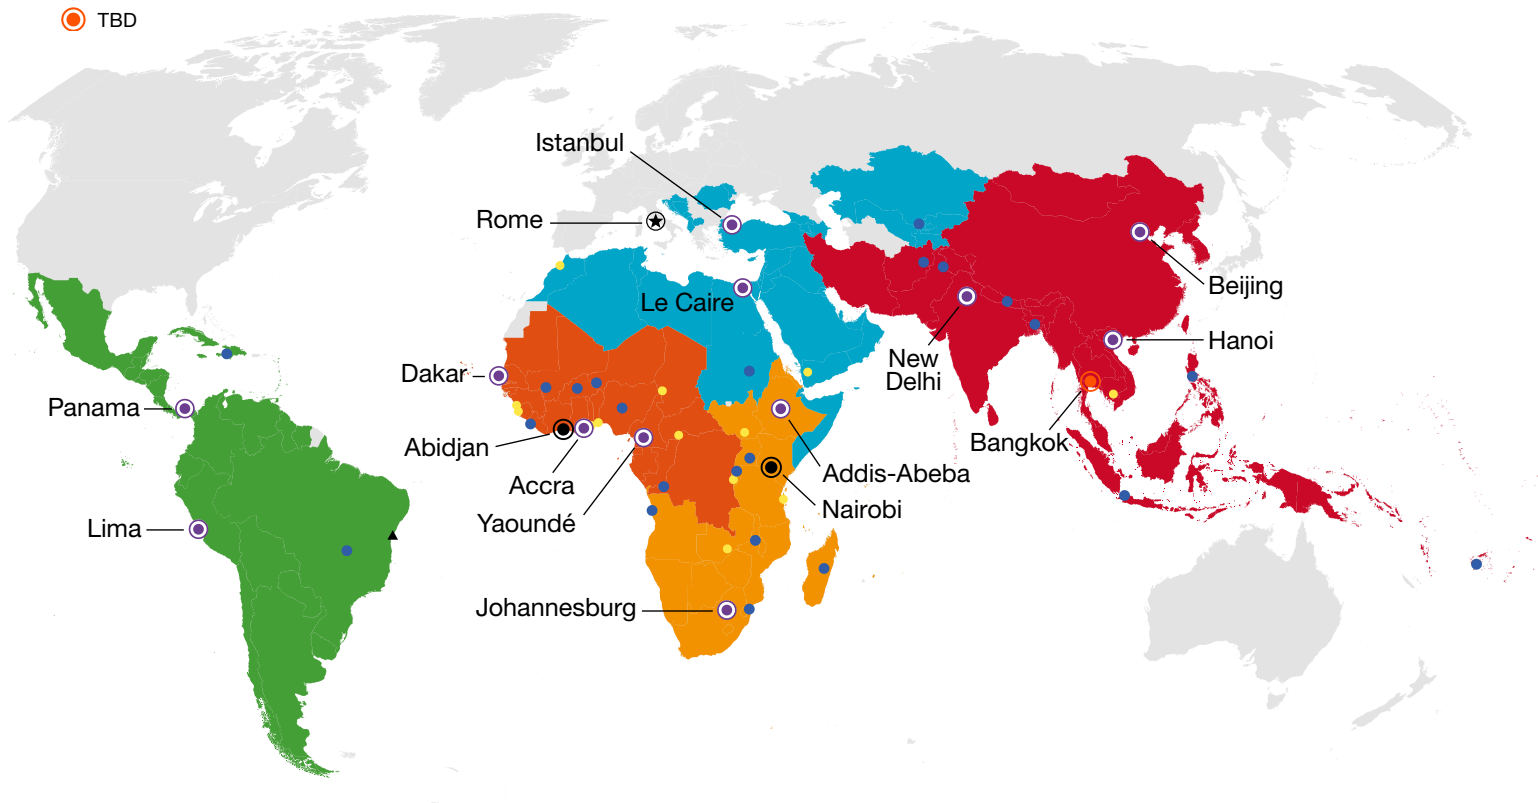 TBD
Istanbul
Rome
Le Caire
Beijing
Hanoi
New
Delhi
Dakar
Panama
Abidjan
Bangkok
Accra
Addis-Abeba
Yaoundé
Nairobi
Lima
Johannesburg